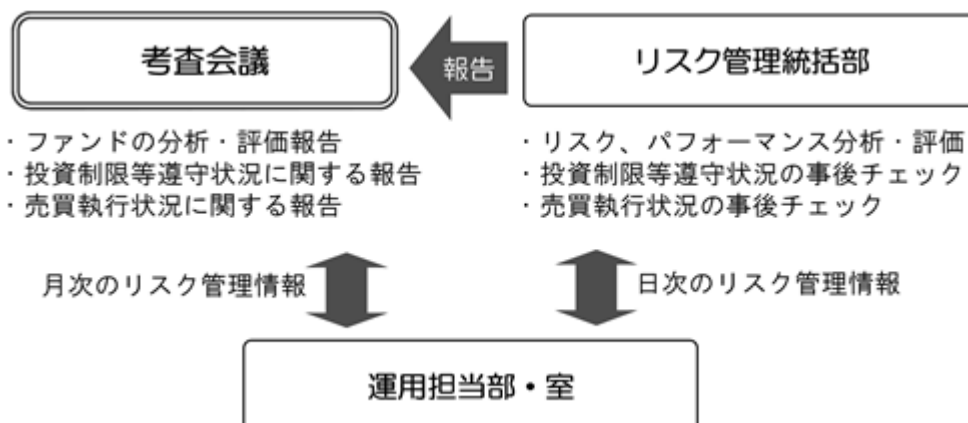 考査会議
報告
リスク管理統括部
・ファンドの分析・評価報告
・投資制限等遵守状況に関する報告
・売買執行状況に関する報告
・リスク、パフォーマンス分析・評価
・投資制限等遵守状況の事後チェック
・売買執行状況の事後チェック
月次のリスク管理情報
日次のリスク管理情報
運用担当部・室